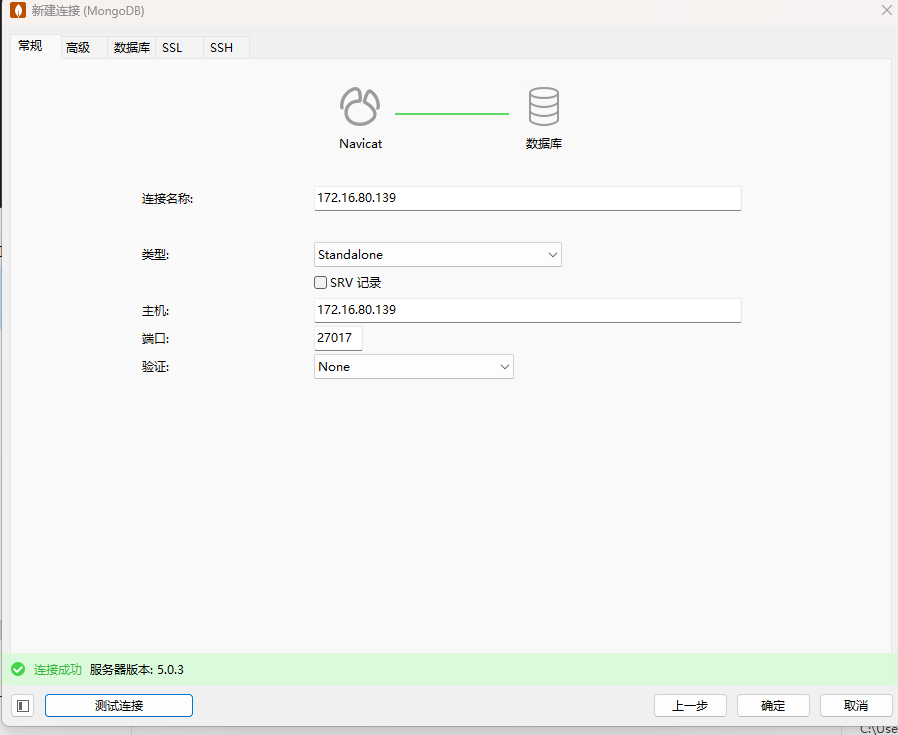 新建连接 (MongoDB)
常规 高级 数据库 SSL SSH
Navicat 数据库
连接名称: 172.16.80.139
类型: Standalone
SRV 记录
主机: 172.16.80.139
端口: 27017
验证: None
连接成功 服务器版本: 5.0.3
测试连接 上一步 确定 取消
C:\Use